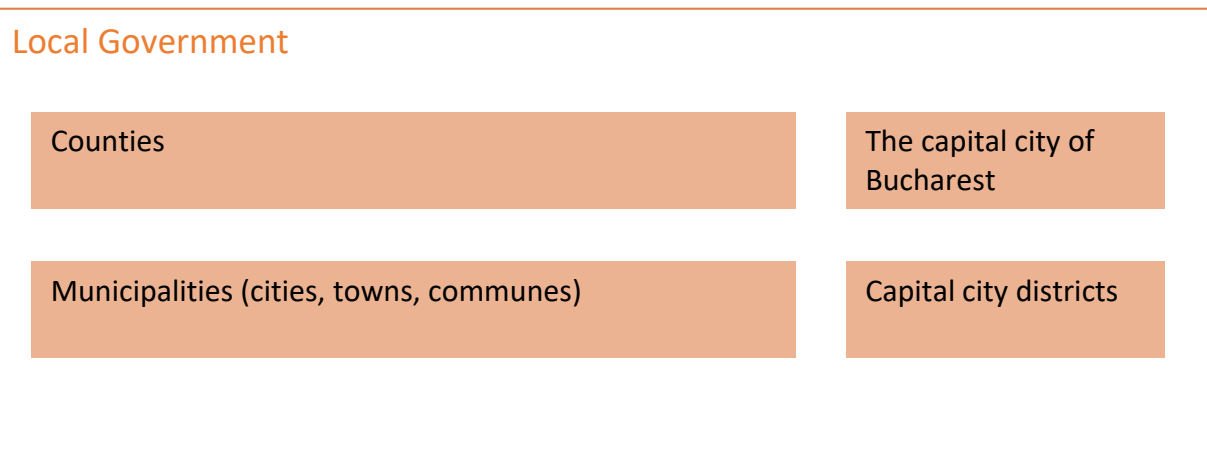 Local Government
Counties
The capital city of
Bucharest
Municipalities (cities, towns, communes)
Capital city districts